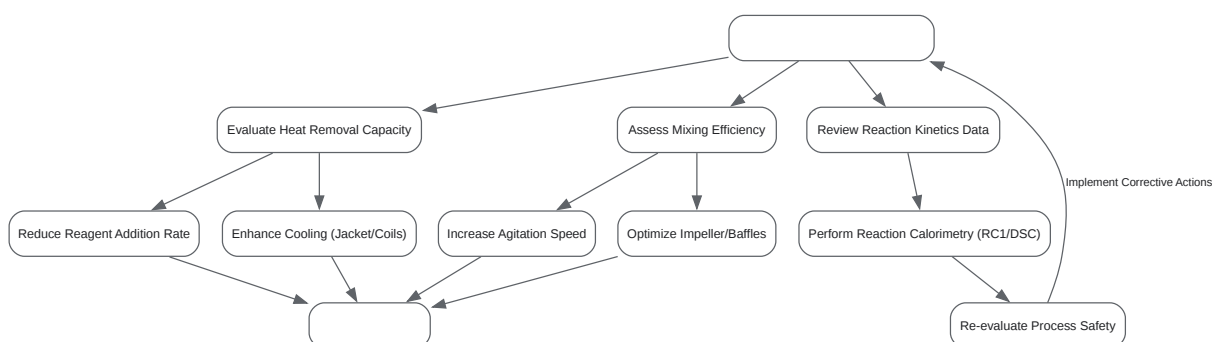 Evaluate Heat Removal Capacity
Assess Mixing Efficiency
Review Reaction Kinetics Data
Implement Corrective Actions
Reduce Reagent Addition Rate
Enhance Cooling (Jacket/Coils)
Increase Agitation Speed
Optimize Impeller/Baffles
Perform Reaction Calorimetry (RC1/DSC)
Re-evaluate Process Safety